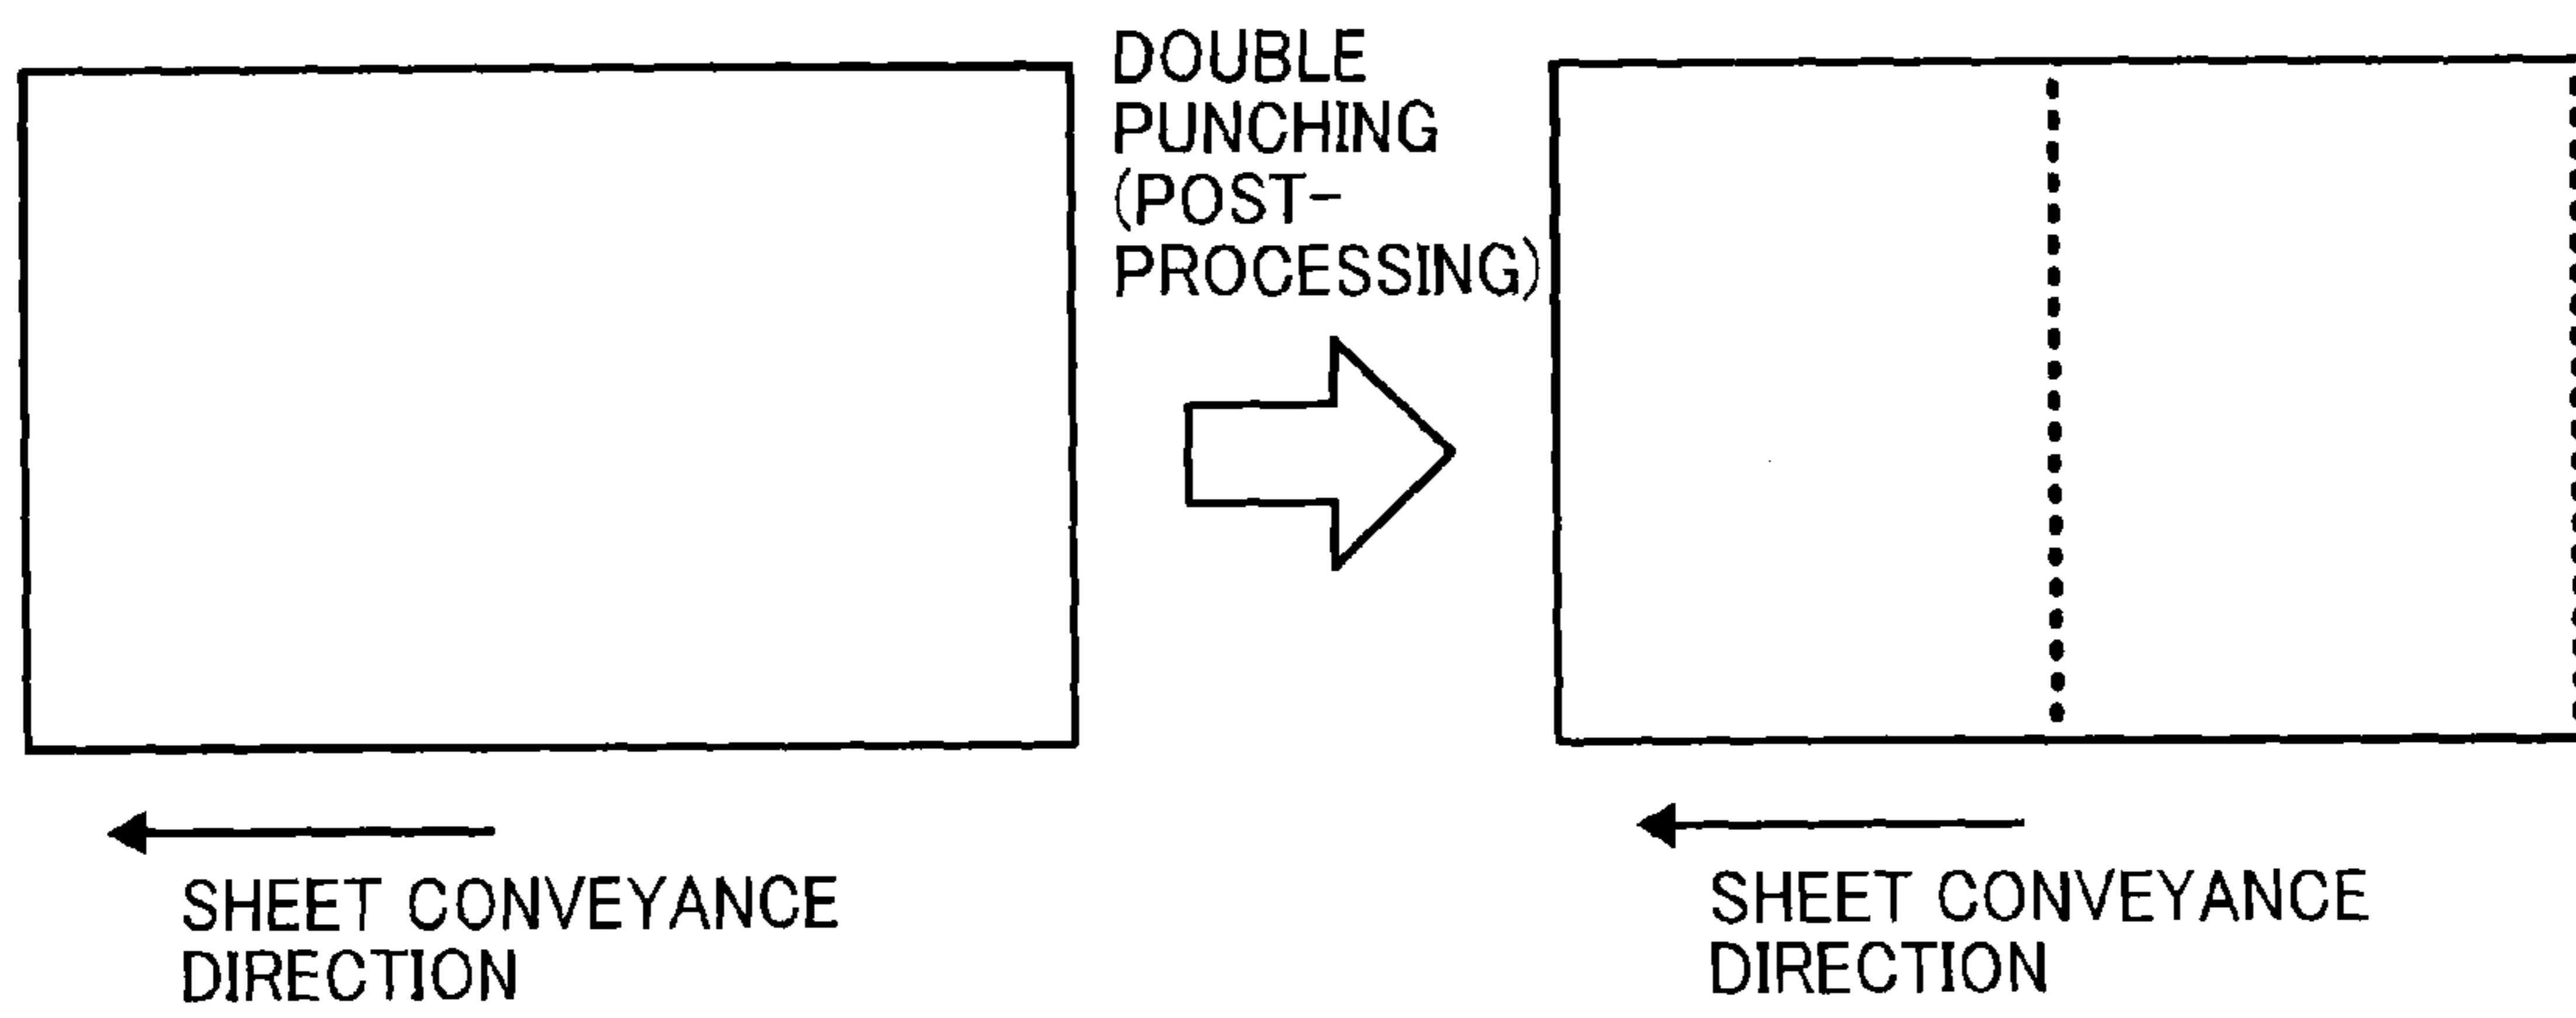 DOUBLE
PUNCHING
(POST-
PROCESSING)
SHEET CONVEYANCE
DIRECTION
SHEET CONVEYANCE
DIRECTION